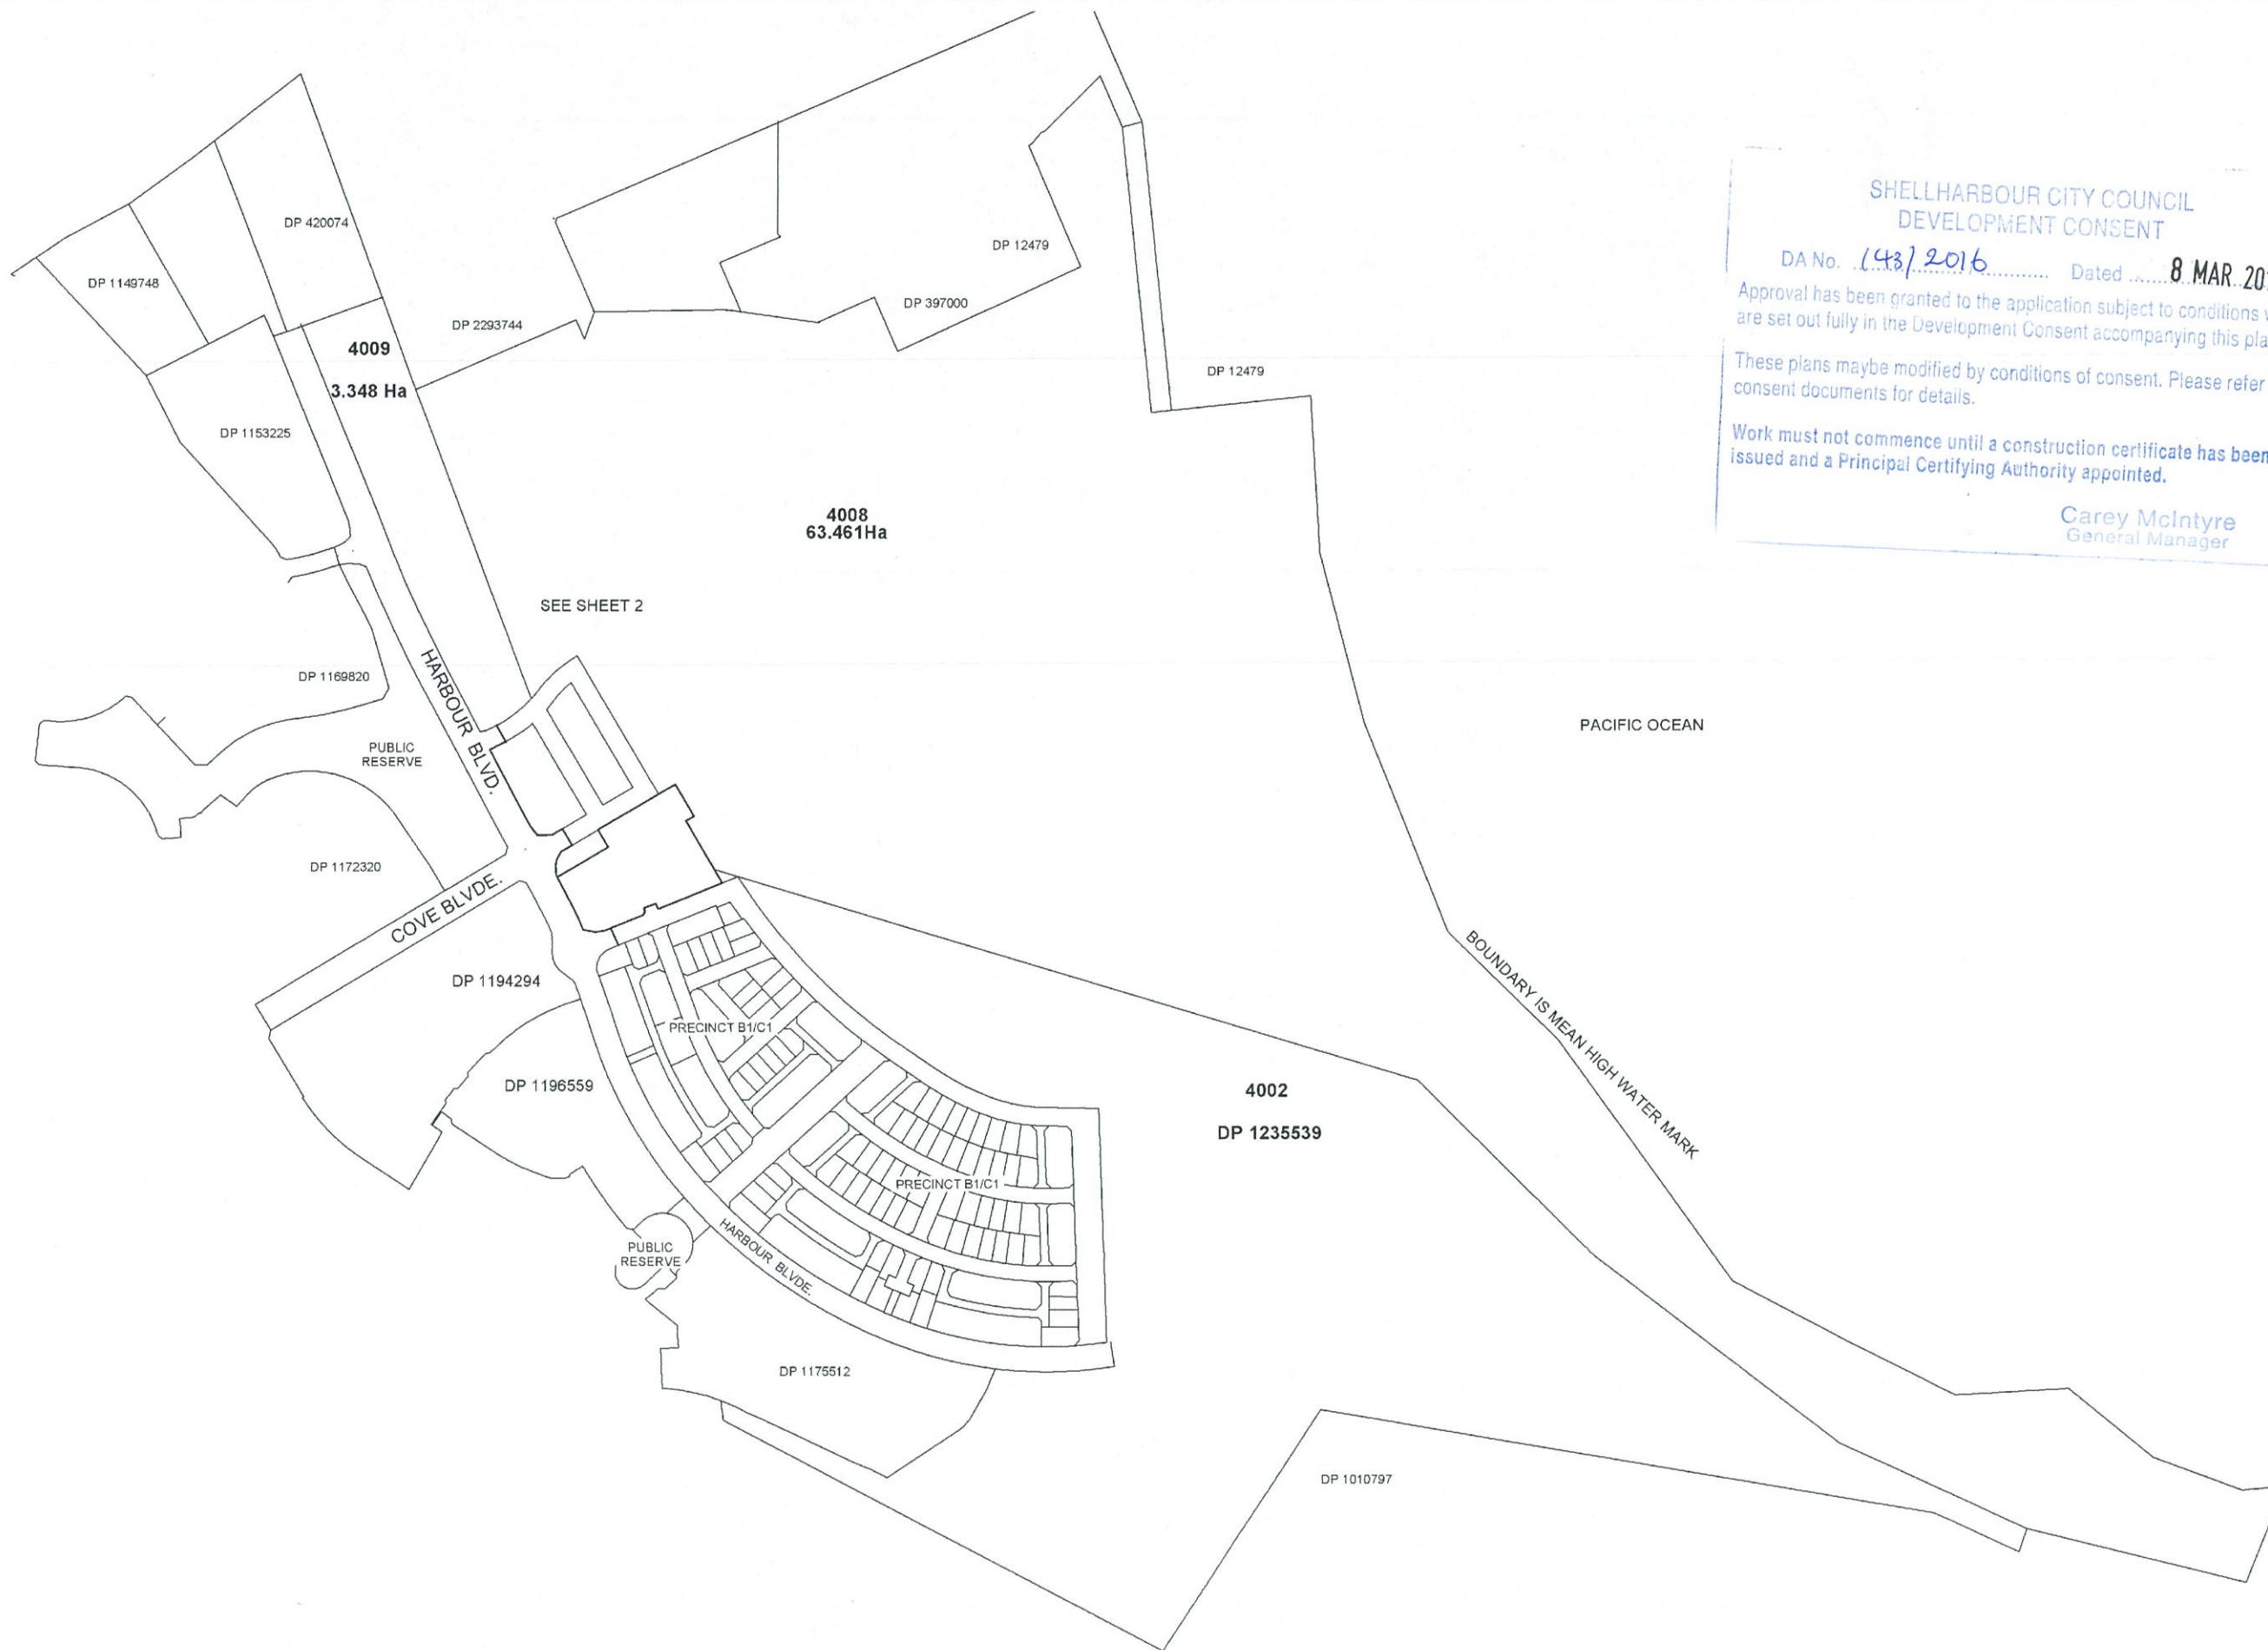 DP 420074
DP 1149748
DP 12479
DP 397000
DP 2293744
4009
3.348 Ha
DP 1153225
DP 12479
4008
63.461Ha
SEE SHEET 2
DP 1169820
HARBOUR BLVD.
PUBLIC
RESERVE
DP 1172320
COVE BLVDE.
DP 1194294
DP 1196559
PRECINCT B1/C1
PRECINCT B1/C1
PUBLIC
RESERVE
HARBOUR BLVDE.
DP 1175512
4002
DP 1235539
DP 1010797
PACIFIC OCEAN
BOUNDARY IS MEAN HIGH WATER MARK
SHELLHARBOUR CITY COUNCIL
DEVELOPMENT CONSENT
DA No. 143/2016 Dated 8 MAR 20
Approval has been granted to the application subject to conditions
are set out fully in the Development Consent accompanying this
These plans maybe modified by conditions of consent. Please refer
consent documents for details.
Work must not commence until a construction certificate has been
issued and a Principal Certifying Authority appointed.
Carey McIntyre
General Manager